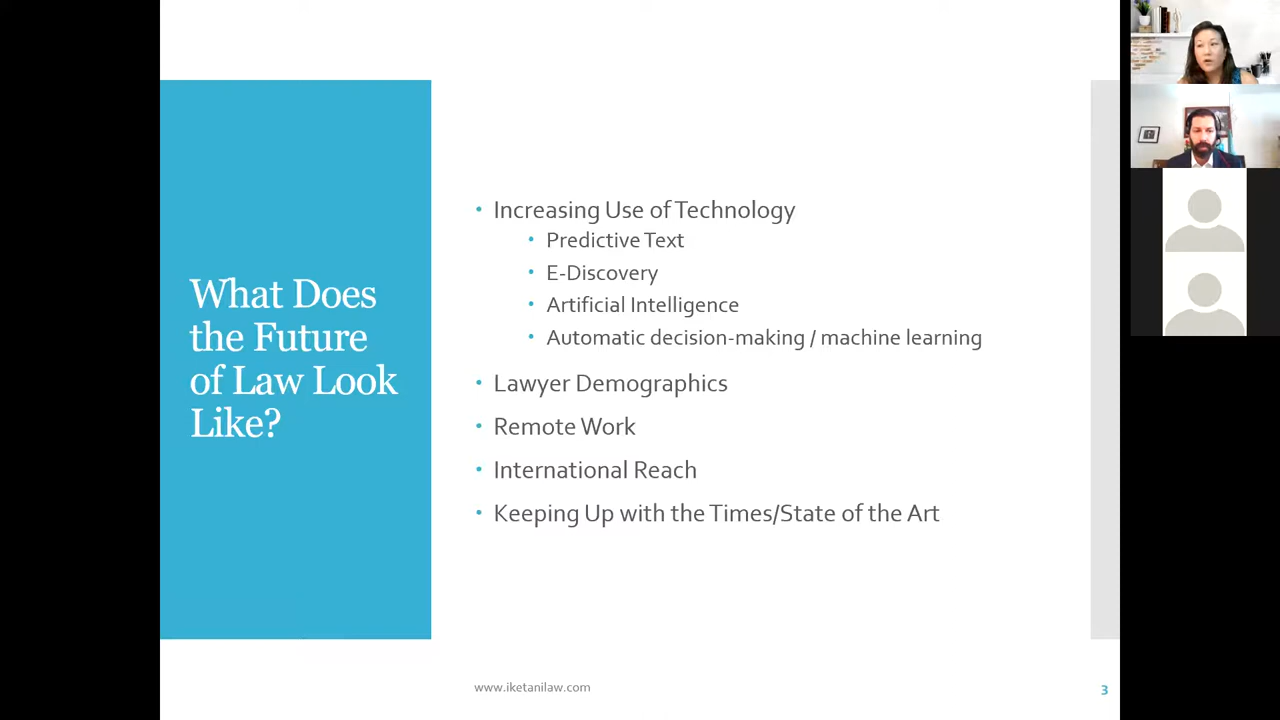 What Does
the Future
of Law Look
Like?
• Increasing Use of Technology
• Predictive Text
• E-Discovery
• Artificial Intelligence
• Automatic decision-making / machine learning
• Lawyer Demographics
• Remote Work
• International Reach
• Keeping Up with the Times/State of the Art
www.iketanilaw.com
3